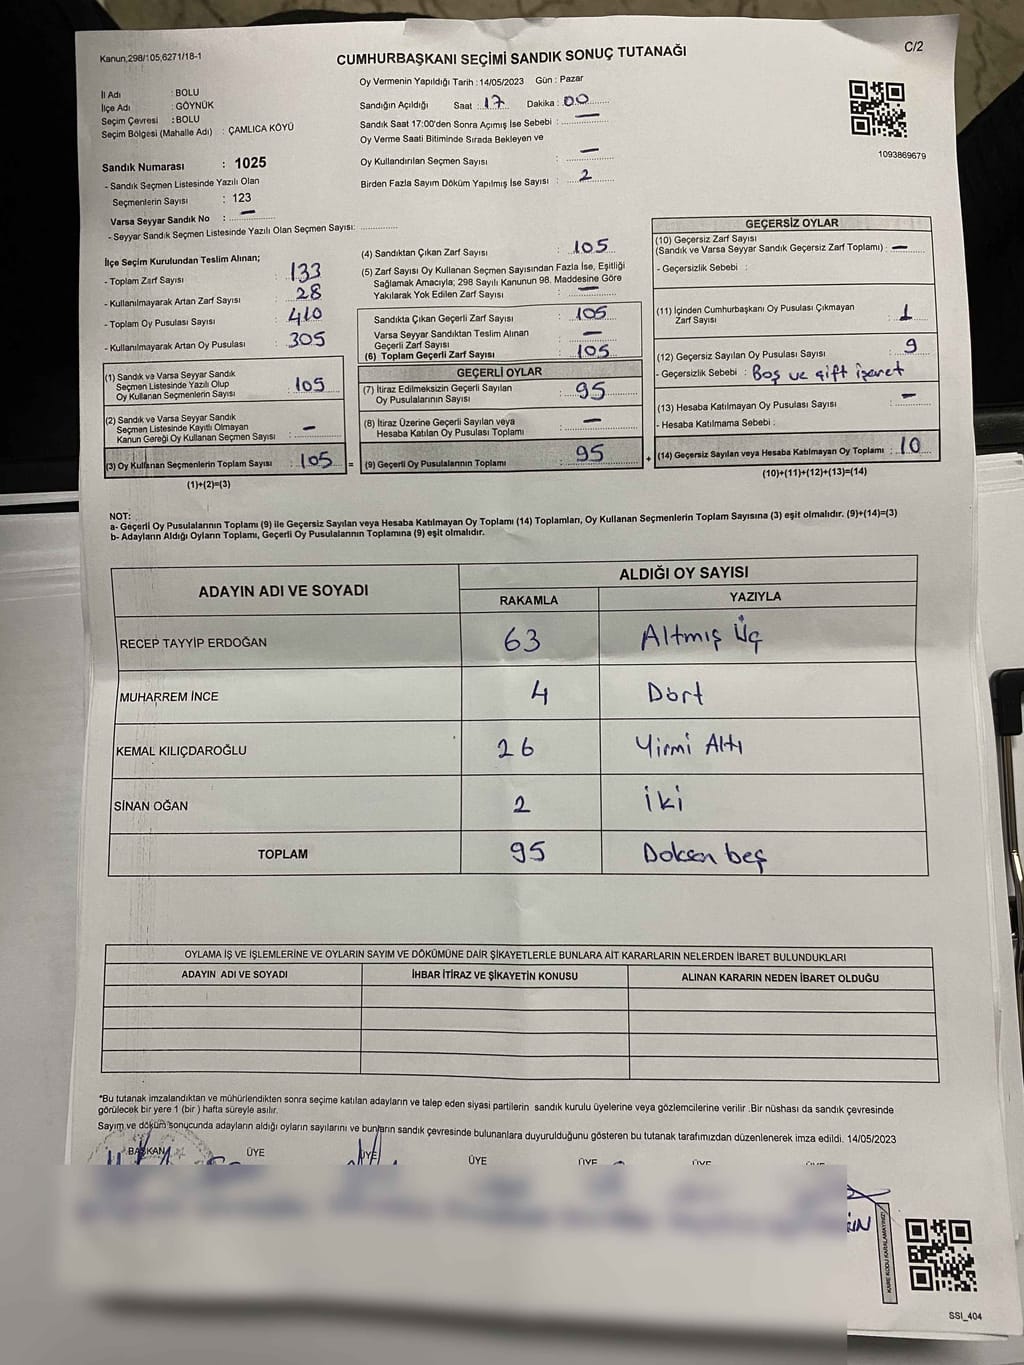 Kanun;298/105,6271/18-1
C/2
CUMHURBAŞKANI SEÇİMİ SANDIK SONUÇ TUTANAĞI
Oy Vermenin Yapıldığı Tarih : 14/05/2023 Gün : Pazar
İl Adı : BOLU
İlçe Adı : GÖYNÜK
Seçim Çevresi : BOLU
Seçim Bölgesi (Mahalle Adı) : ÇAMLICA KÖYÜ
Sandığın Açıldığı Saat : 17 Dakika : 00
Sandık Saat 17:00'den Sonra Açımış İse Sebebi : —
Oy Verme Saati Bitiminde Sırada Bekleyen ve
Oy Kullandırılan Seçmen Sayısı : —
Birden Fazla Sayım Döküm Yapılmış İse Sayısı : 2
1093869679
Sandık Numarası : 1025
- Sandık Seçmen Listesinde Yazılı Olan
Seçmenlerin Sayısı : 123
Varsa Seyyar Sandık No : —
- Seyyar Sandık Seçmen Listesinde Yazılı Olan Seçmen Sayısı: ..............
İlçe Seçim Kurulundan Teslim Alınan;
- Toplam Zarf Sayısı : 133
- Kullanılmayarak Artan Zarf Sayısı : 28
- Toplam Oy Pusulası Sayısı : 410
- Kullanılmayarak Artan Oy Pusulası : 305
(1) Sandık ve Varsa Seyyar Sandık
Seçmen Listesinde Yazılı Olup
Oy Kullanan Seçmenlerin Sayısı : 105
(2) Sandık ve Varsa Seyyar Sandık
Seçmen Listesinde Kayıtlı Olmayan
Kanun Gereği Oy Kullanan Seçmen Sayısı : —
(3) Oy Kullanan Seçmenlerin Toplam Sayısı : 105 =
(1)+(2)=(3)
(4) Sandıktan Çıkan Zarf Sayısı : 105
(5) Zarf Sayısı Oy Kullanan Seçmen Sayısından Fazla İse, Eşitliği
Sağlamak Amacıyla; 298 Sayılı Kanunun 98. Maddesine Göre
Yakılarak Yok Edilen Zarf Sayısı : —
Sandıkta Çıkan Geçerli Zarf Sayısı : 105
Varsa Seyyar Sandıktan Teslim Alınan
Geçerli Zarf Sayısı : —
(6) Toplam Geçerli Zarf Sayısı : 105
GEÇERLİ OYLAR
(7) İtiraz Edilmeksizin Geçerli Sayılan
Oy Pusulalarının Sayısı : 95
(8) İtiraz Üzerine Geçerli Sayılan veya
Hesaba Katılan Oy Pusulası Toplamı : —
(9) Geçerli Oy Pusulalarının Toplamı : 95 +
GEÇERSİZ OYLAR
(10) Geçersiz Zarf Sayısı
(Sandık ve Varsa Seyyar Sandık Geçersiz Zarf Toplamı) : —
- Geçersizlik Sebebi :
(11) İçinden Cumhurbaşkanı Oy Pusulası Çıkmayan
Zarf Sayısı : 1
(12) Geçersiz Sayılan Oy Pusulası Sayısı : 9
- Geçersizlik Sebebi : Boş ve çift işaret
(13) Hesaba Katılmayan Oy Pusulası Sayısı : —
- Hesaba Katılmama Sebebi :
(14) Geçersiz Sayılan veya Hesaba Katılmayan Oy Toplamı : 10
(10)+(11)+(12)+(13)=(14)
NOT:
a- Geçerli Oy Pusulalarının Toplamı (9) ile Geçersiz Sayılan veya Hesaba Katılmayan Oy Toplamı (14) Toplamları, Oy Kullanan Seçmenlerin Toplam Sayısına (3) eşit olmalıdır. (9)+(14)=(3)
b- Adayların Aldığı Oyların Toplamı, Geçerli Oy Pusulalarının Toplamına (9) eşit olmalıdır.
ADAYIN ADI VE SOYADI ALDIĞI OY SAYISI
RAKAMLA YAZIYLA
RECEP TAYYİP ERDOĞAN 63 Altmış Üç
MUHARREM İNCE 4 Dört
KEMAL KILIÇDAROĞLU 26 Yirmi Altı
SİNAN OĞAN 2 İki
TOPLAM 95 Doksan beş
OYLAMA İŞ VE İŞLEMLERİNE VE OYLARIN SAYIM VE DÖKÜMÜNE DAİR ŞİKAYETLERLE BUNLARA AİT KARARLARIN NELERDEN İBARET BULUNDUKLARI
ADAYIN ADI VE SOYADI İHBAR İTİRAZ VE ŞİKAYETİN KONUSU ALINAN KARARIN NEDEN İBARET OLDUĞU
*Bu tutanak imzalandıktan ve mühürlendikten sonra seçime katılan adayların ve talep eden siyasi partilerin sandık kurulu üyelerine veya gözlemcilerine verilir .Bir nüshası da sandık çevresinde
görülecek bir yere 1 (bir ) hafta süreyle asılır.
Sayım ve döküm sonucunda adayların aldığı oyların sayılarını ve bunların sandık çevresinde bulunanlara duyurulduğunu gösteren bu tutanak tarafımızdan düzenlenerek imza edildi. 14/05/2023
BAŞKAN ÜYE ÜYE ÜYE ÜYE ÜYE
KARE KODU KARALAMAYINIZ!
SSİ_404